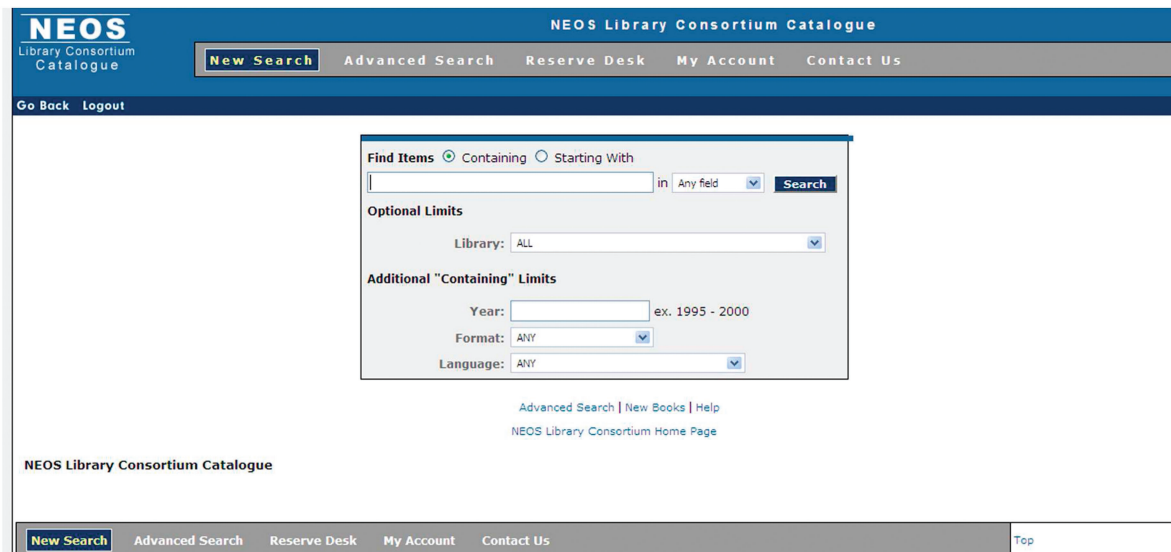 NEOS
Library Consortium
Catalogue
NEOS Library Consortium Catalogue
New Search Advanced Search Reserve Desk My Account Contact Us
Go Back Logout
Find Items Containing Starting With
in Any field Search
Optional Limits
Library: ALL
Additional "Containing" Limits
Year: ex. 1995 - 2000
Format: ANY
Language: ANY
Advanced Search | New Books | Help
NEOS Library Consortium Home Page
NEOS Library Consortium Catalogue
New Search Advanced Search Reserve Desk My Account Contact Us Top